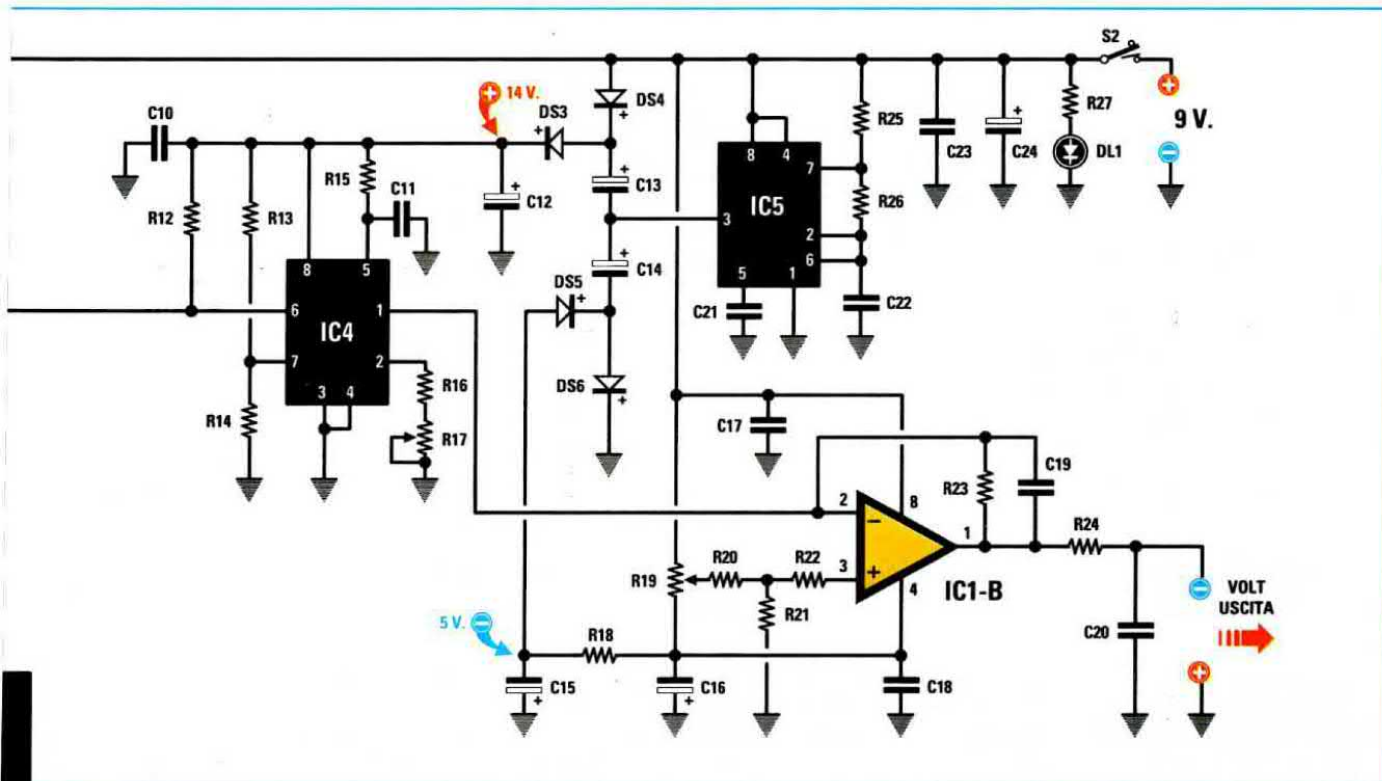 S2
C10
+ 14 V.
DS3
DS4
R25
R27
+
9 V.
C23
C24
DL1
-
R15
C11
C12
C13
8 4
7
R26
R12
R13
3
IC5
2
6
8 5
C14
5 1
C22
DS5
C21
6
IC4
1
7
2
R16
DS6
R14
3 4
R17
C17
R23
C19
2
8
1
R24
R19
R20
R22
3
4
IC1-B
- VOLT
USCITA
R21
5 V. -
R18
C20
C15
C16
C18
+